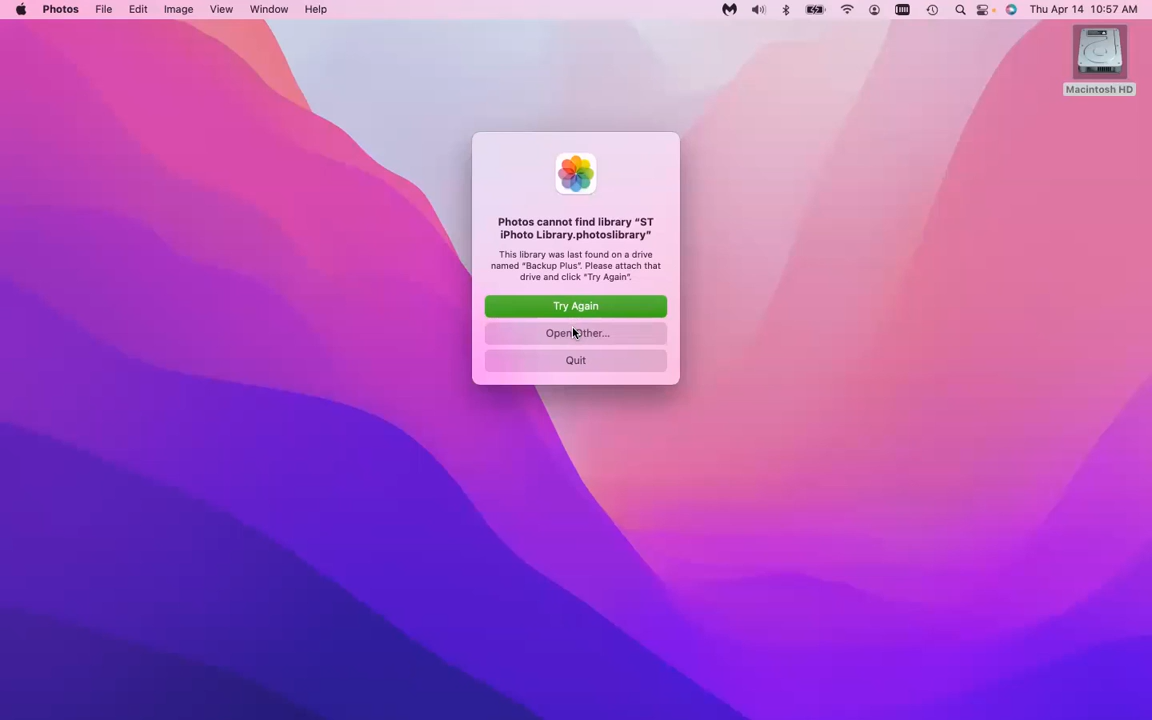 Photos File Edit Image View Window Help Thu Apr 14 10:57 AM
Macintosh HD
Photos cannot find library “ST
iPhoto Library.photoslibrary”
This library was last found on a drive
named “Backup Plus”. Please attach that
drive and click “Try Again”.
Try Again
Open Other...
Quit